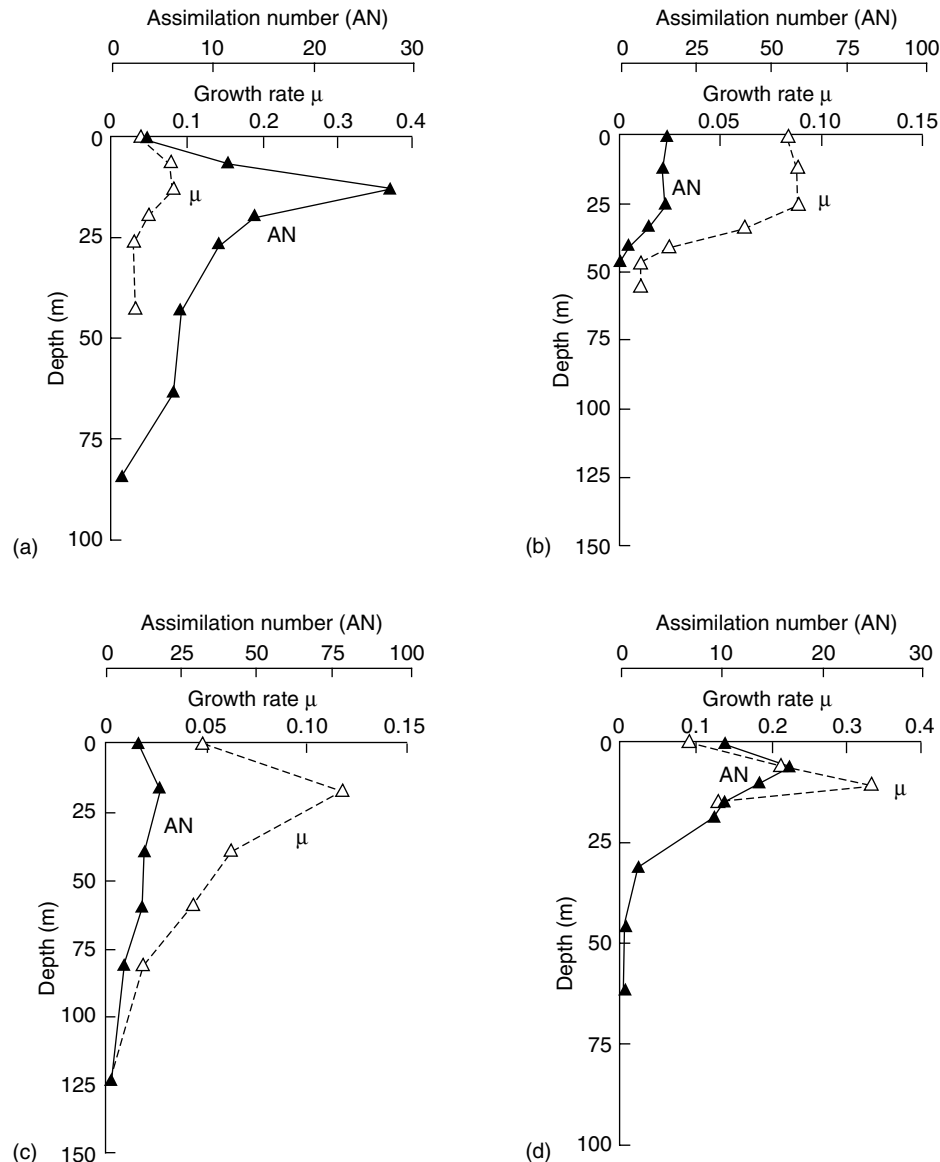 Assimilation number (AN)
0 10 20 30
Growth rate μ
0 0.1 0.2 0.3 0.4
0
25
50
75
100
Depth (m)
μ
AN
(a)
Assimilation number (AN)
0 25 50 75 100
Growth rate μ
0 0.05 0.10 0.15
0
25
50
75
100
125
150
Depth (m)
AN
μ
(b)
Assimilation number (AN)
0 25 50 75 100
Growth rate μ
0 0.05 0.10 0.15
0
25
50
75
100
125
150
Depth (m)
AN
μ
(c)
Assimilation number (AN)
0 10 20 30
Growth rate μ
0 0.1 0.2 0.3 0.4
0
25
50
75
100
Depth (m)
AN
μ
(d)